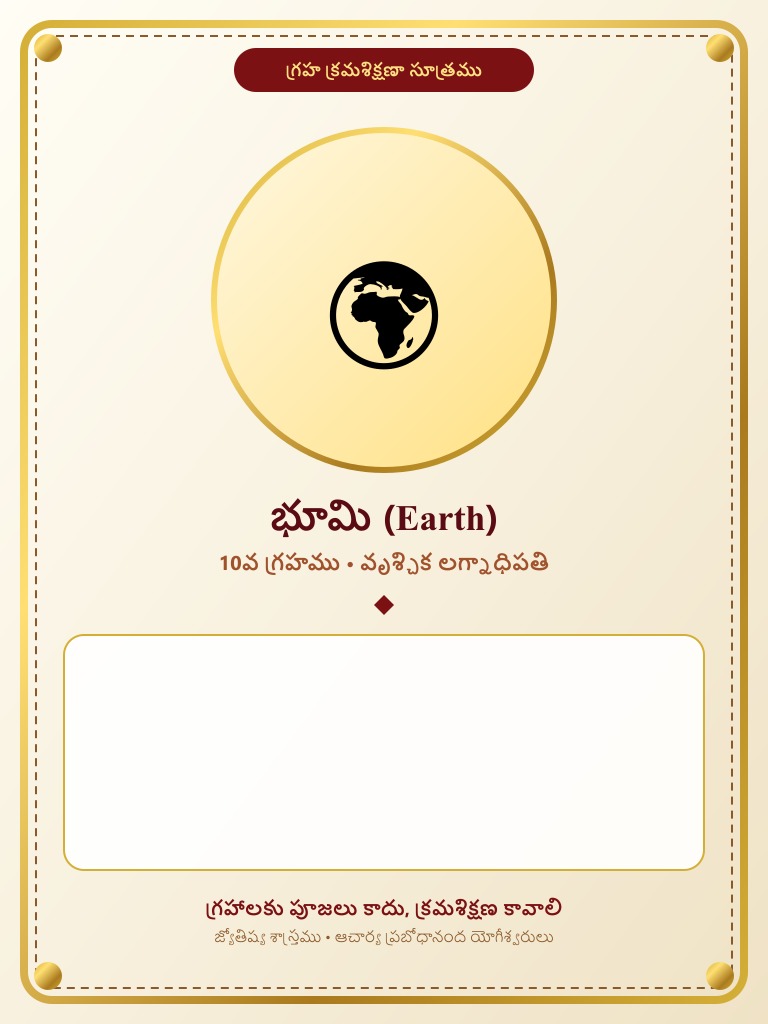 గ్రహ క్రమశిక్షణా సూత్రము
భూమి (Earth)
10వ గ్రహము • వృశ్చిక లగ్నాధిపతి
గ్రహాలకు పూజలు కాదు, క్రమశిక్షణ కావాలి
జ్యోతిష్య శాస్త్రము • ఆచార్య ప్రబోధానంద యోగీశ్వరులు